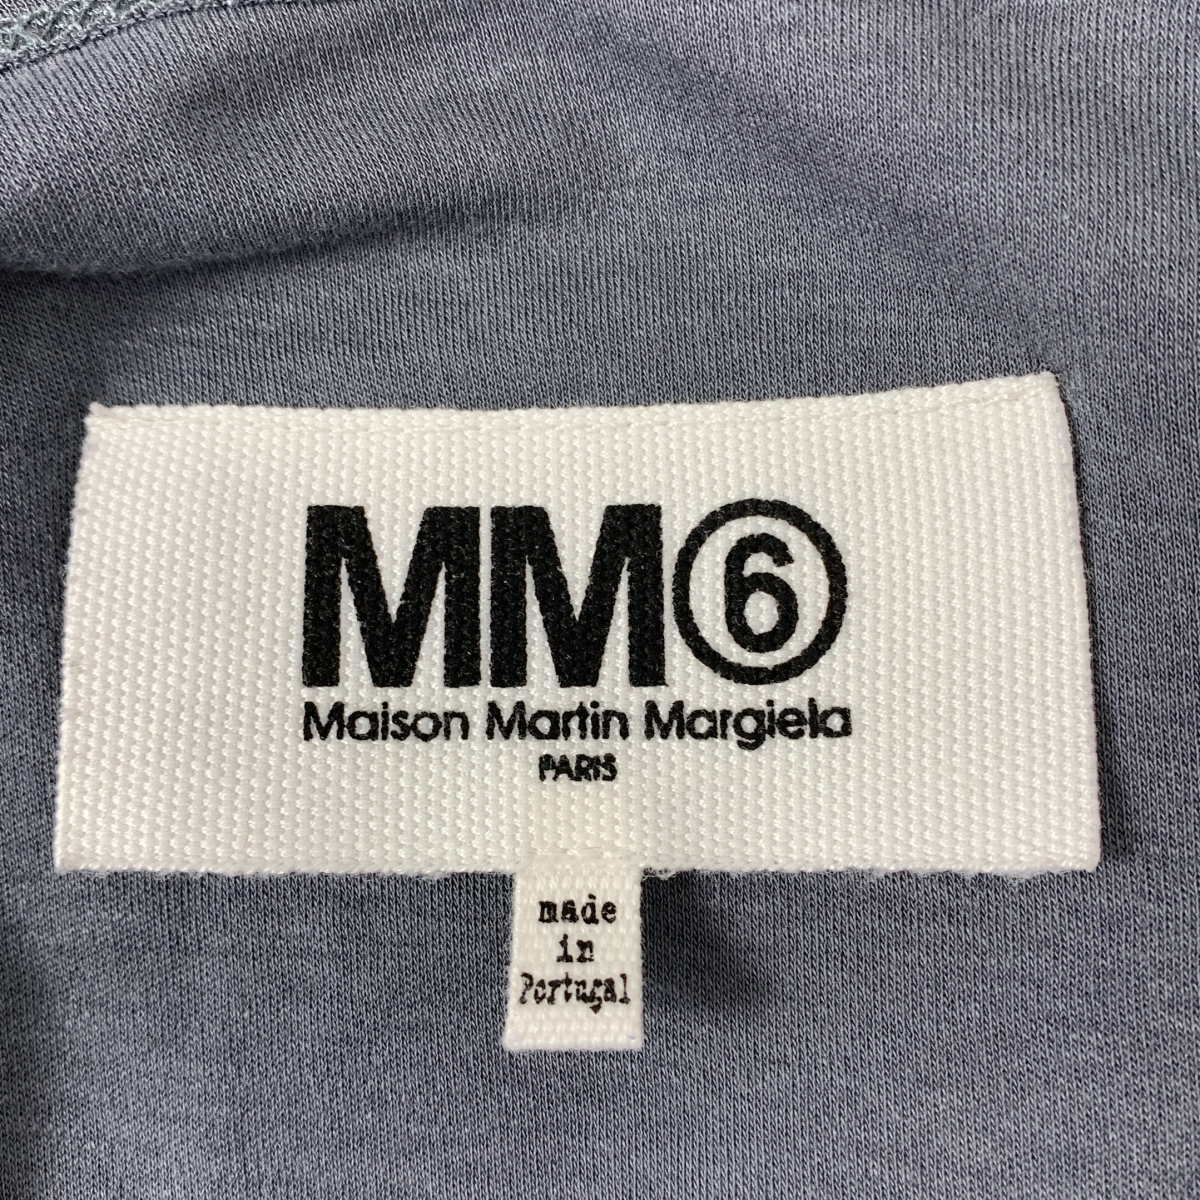 MM⑥
Maison Martin Margiela
PARIS
made
in
Portugal